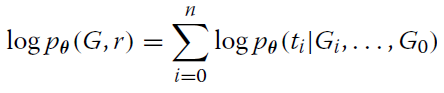 log p_θ(G, r) = ∑_{i=0}^{n} log p_θ(t_i|G_i, . . . , G_0)